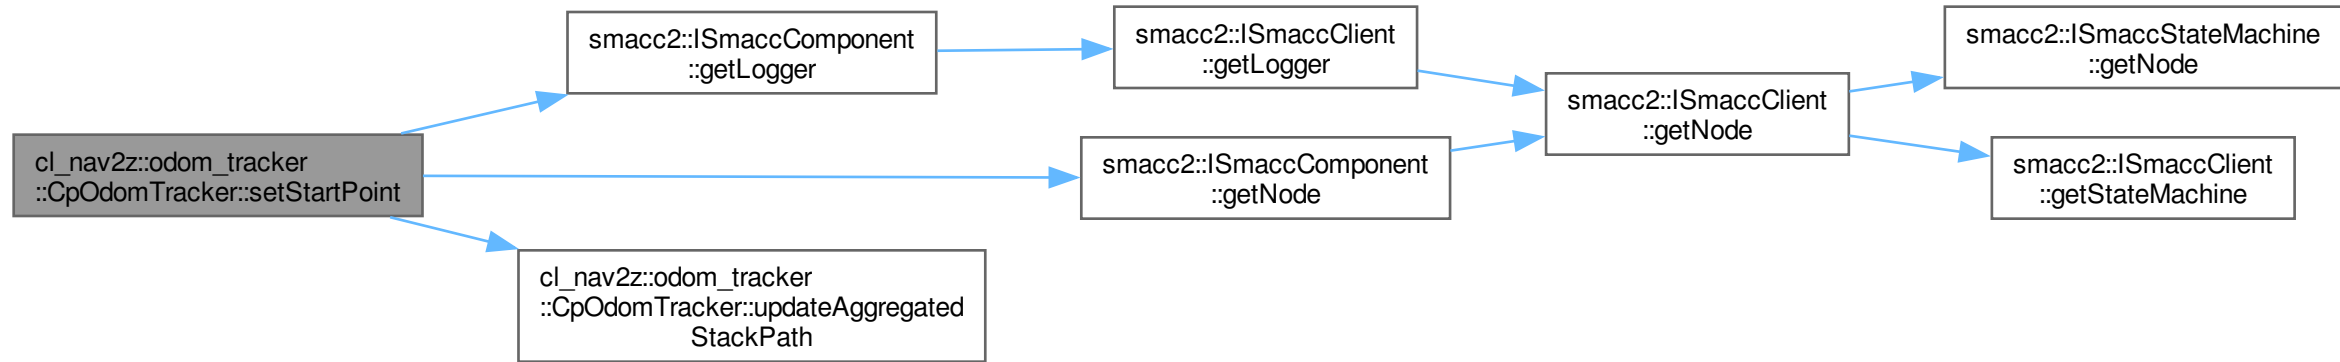 cl_nav2z::odom_tracker
::CpOdomTracker::setStartPoint
smacc2::ISmaccComponent
::getLogger
smacc2::ISmaccClient
::getLogger
smacc2::ISmaccComponent
::getNode
cl_nav2z::odom_tracker
::CpOdomTracker::updateAggregated
StackPath
smacc2::ISmaccClient
::getNode
smacc2::ISmaccStateMachine
::getNode
smacc2::ISmaccClient
::getStateMachine